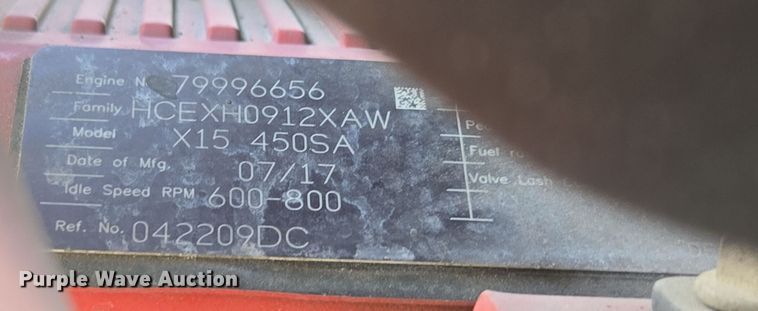 Engine N 79996656
Family HCEXH0912XAW
Model X15 450SA
Date of Mfg. 07/17
Idle Speed RPM 600-800
Ref. No. 042209DC
Fuel
Valve Lash
Purple Wave Auction